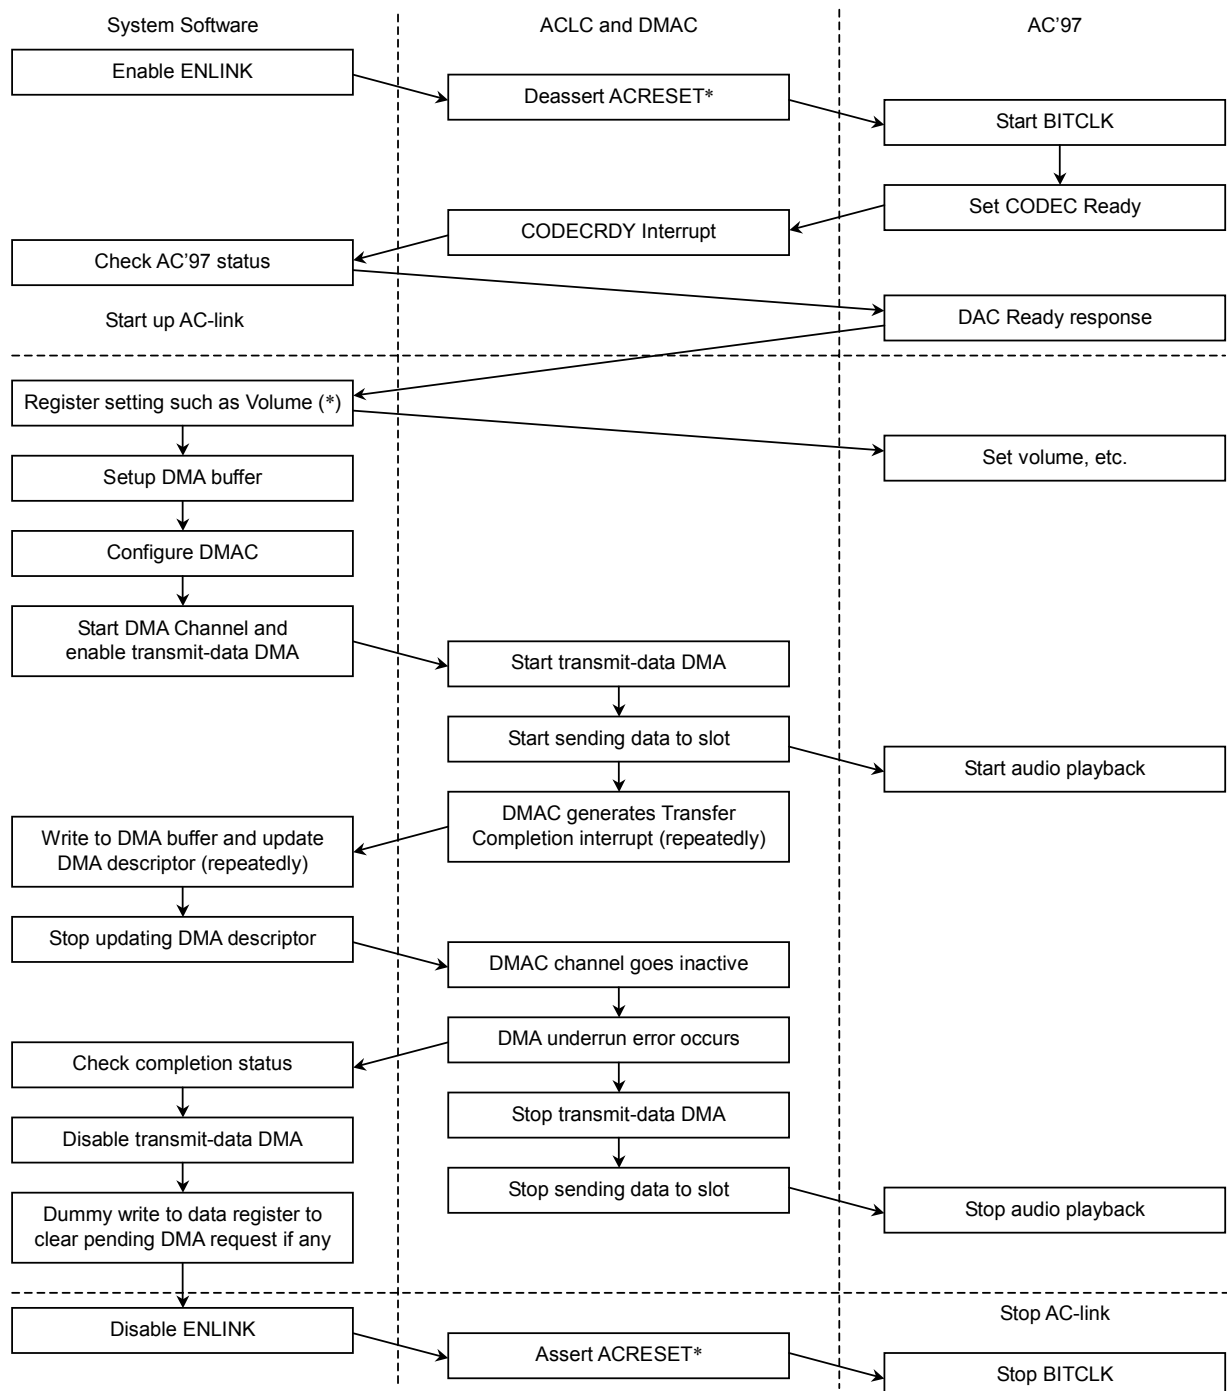 System Software
ACLC and DMAC
AC’97
Enable ENLINK
Deassert ACRESET*
Start BITCLK
Set CODEC Ready
CODECRDY Interrupt
Check AC’97 status
DAC Ready response
Start up AC-link
Register setting such as Volume (*)
Set volume, etc.
Setup DMA buffer
Configure DMAC
Start DMA Channel and
enable transmit-data DMA
Start transmit-data DMA
Start sending data to slot
Start audio playback
DMAC generates Transfer
Completion interrupt (repeatedly)
Write to DMA buffer and update
DMA descriptor (repeatedly)
Stop updating DMA descriptor
DMAC channel goes inactive
DMA underrun error occurs
Check completion status
Stop transmit-data DMA
Disable transmit-data DMA
Stop sending data to slot
Stop audio playback
Dummy write to data register to
clear pending DMA request if any
Stop AC-link
Disable ENLINK
Assert ACRESET*
Stop BITCLK